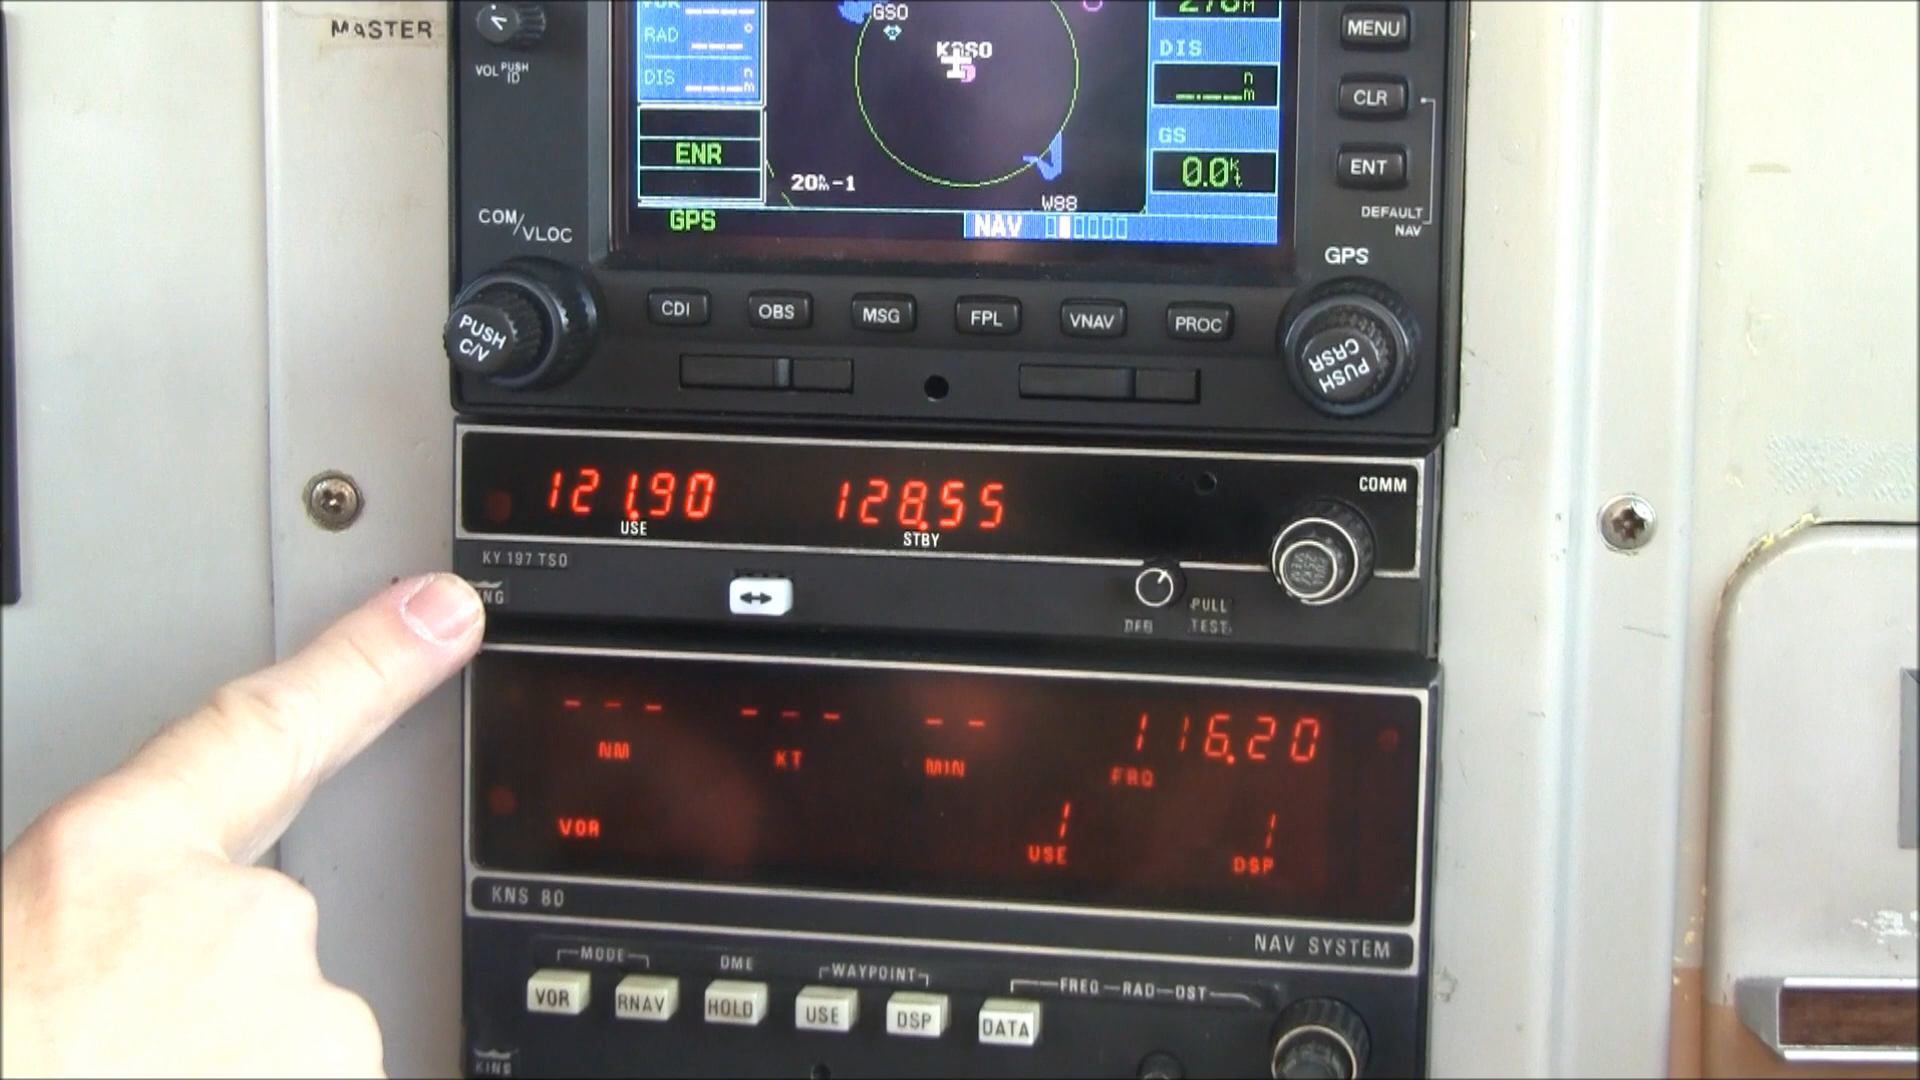 MASTER
VOL PUSH ID
RAD
DIS nm
ENR
GPS
GSO
KGSO
20nm-1
W88
NAV
DIS
nm
GS
0.0kt
MENU
CLR
ENT
DEFAULT
NAV
GPS
COM/VLOC
PUSH
C/V
CDI
OBS
MSG
FPL
VNAV
PROC
PUSH
CRSR
121.90
USE
128.55
STBY
COMM
KY 197 TSO
PULL
TEST
--- --- -- 116.20
NM KT MIN FRQ
1 1
VOR USE DSP
KNS 80
NAV SYSTEM
MODE DME WAYPOINT FREQ-RAD-DST
VOR RNAV HOLD USE DSP DATA
KING